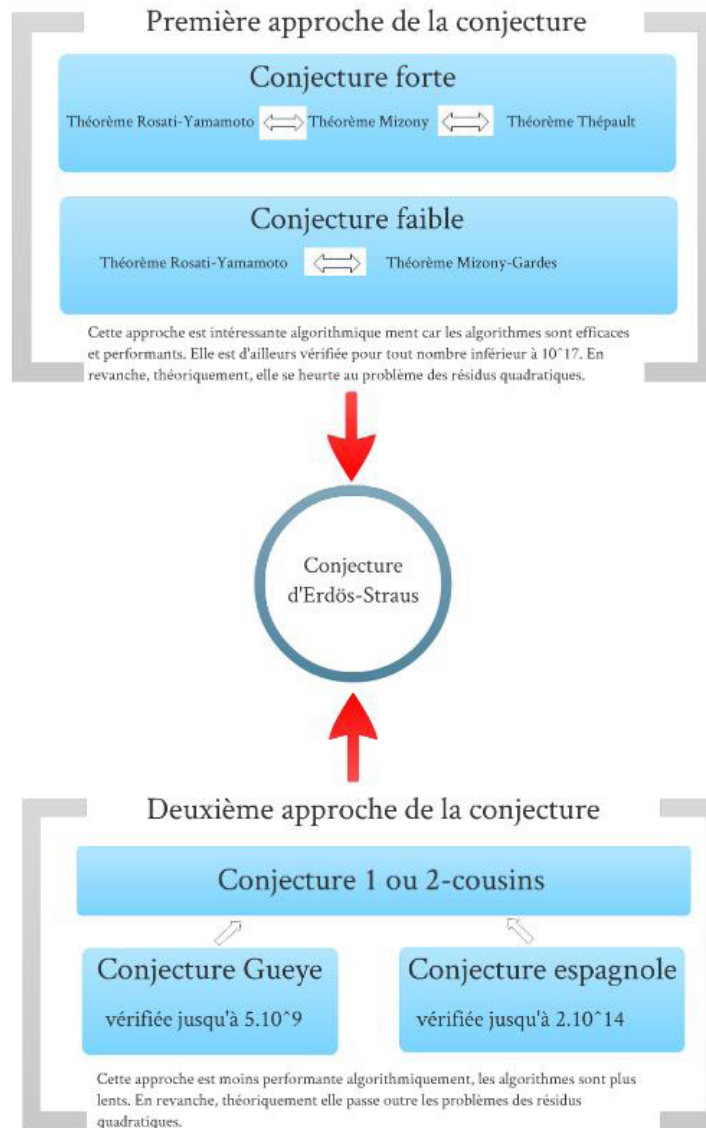 Première approche de la conjecture
Conjecture forte
Théorème Rosati-Yamamoto Théorème Mizony Théorème Thépault
Conjecture faible
Théorème Rosati-Yamamoto Théorème Mizony-Gardes
Cette approche est intéressante algorithmique ment car les algorithmes sont efficaces
et performants. Elle est d'ailleurs vérifiée pour tout nombre inférieur à 10^17. En
revanche, théoriquement, elle se heurte au problème des résidus quadratiques.
Conjecture
d'Erdös-Straus
Deuxième approche de la conjecture
Conjecture 1 ou 2-cousins
Conjecture Gueye Conjecture espagnole
vérifiée jusqu'à 5.10^9 vérifiée jusqu'à 2.10^14
Cette approche est moins performante algorithmiquement, les algorithmes sont plus
lents. En revanche, théoriquement elle passe outre les problèmes des résidus
quadratiques.